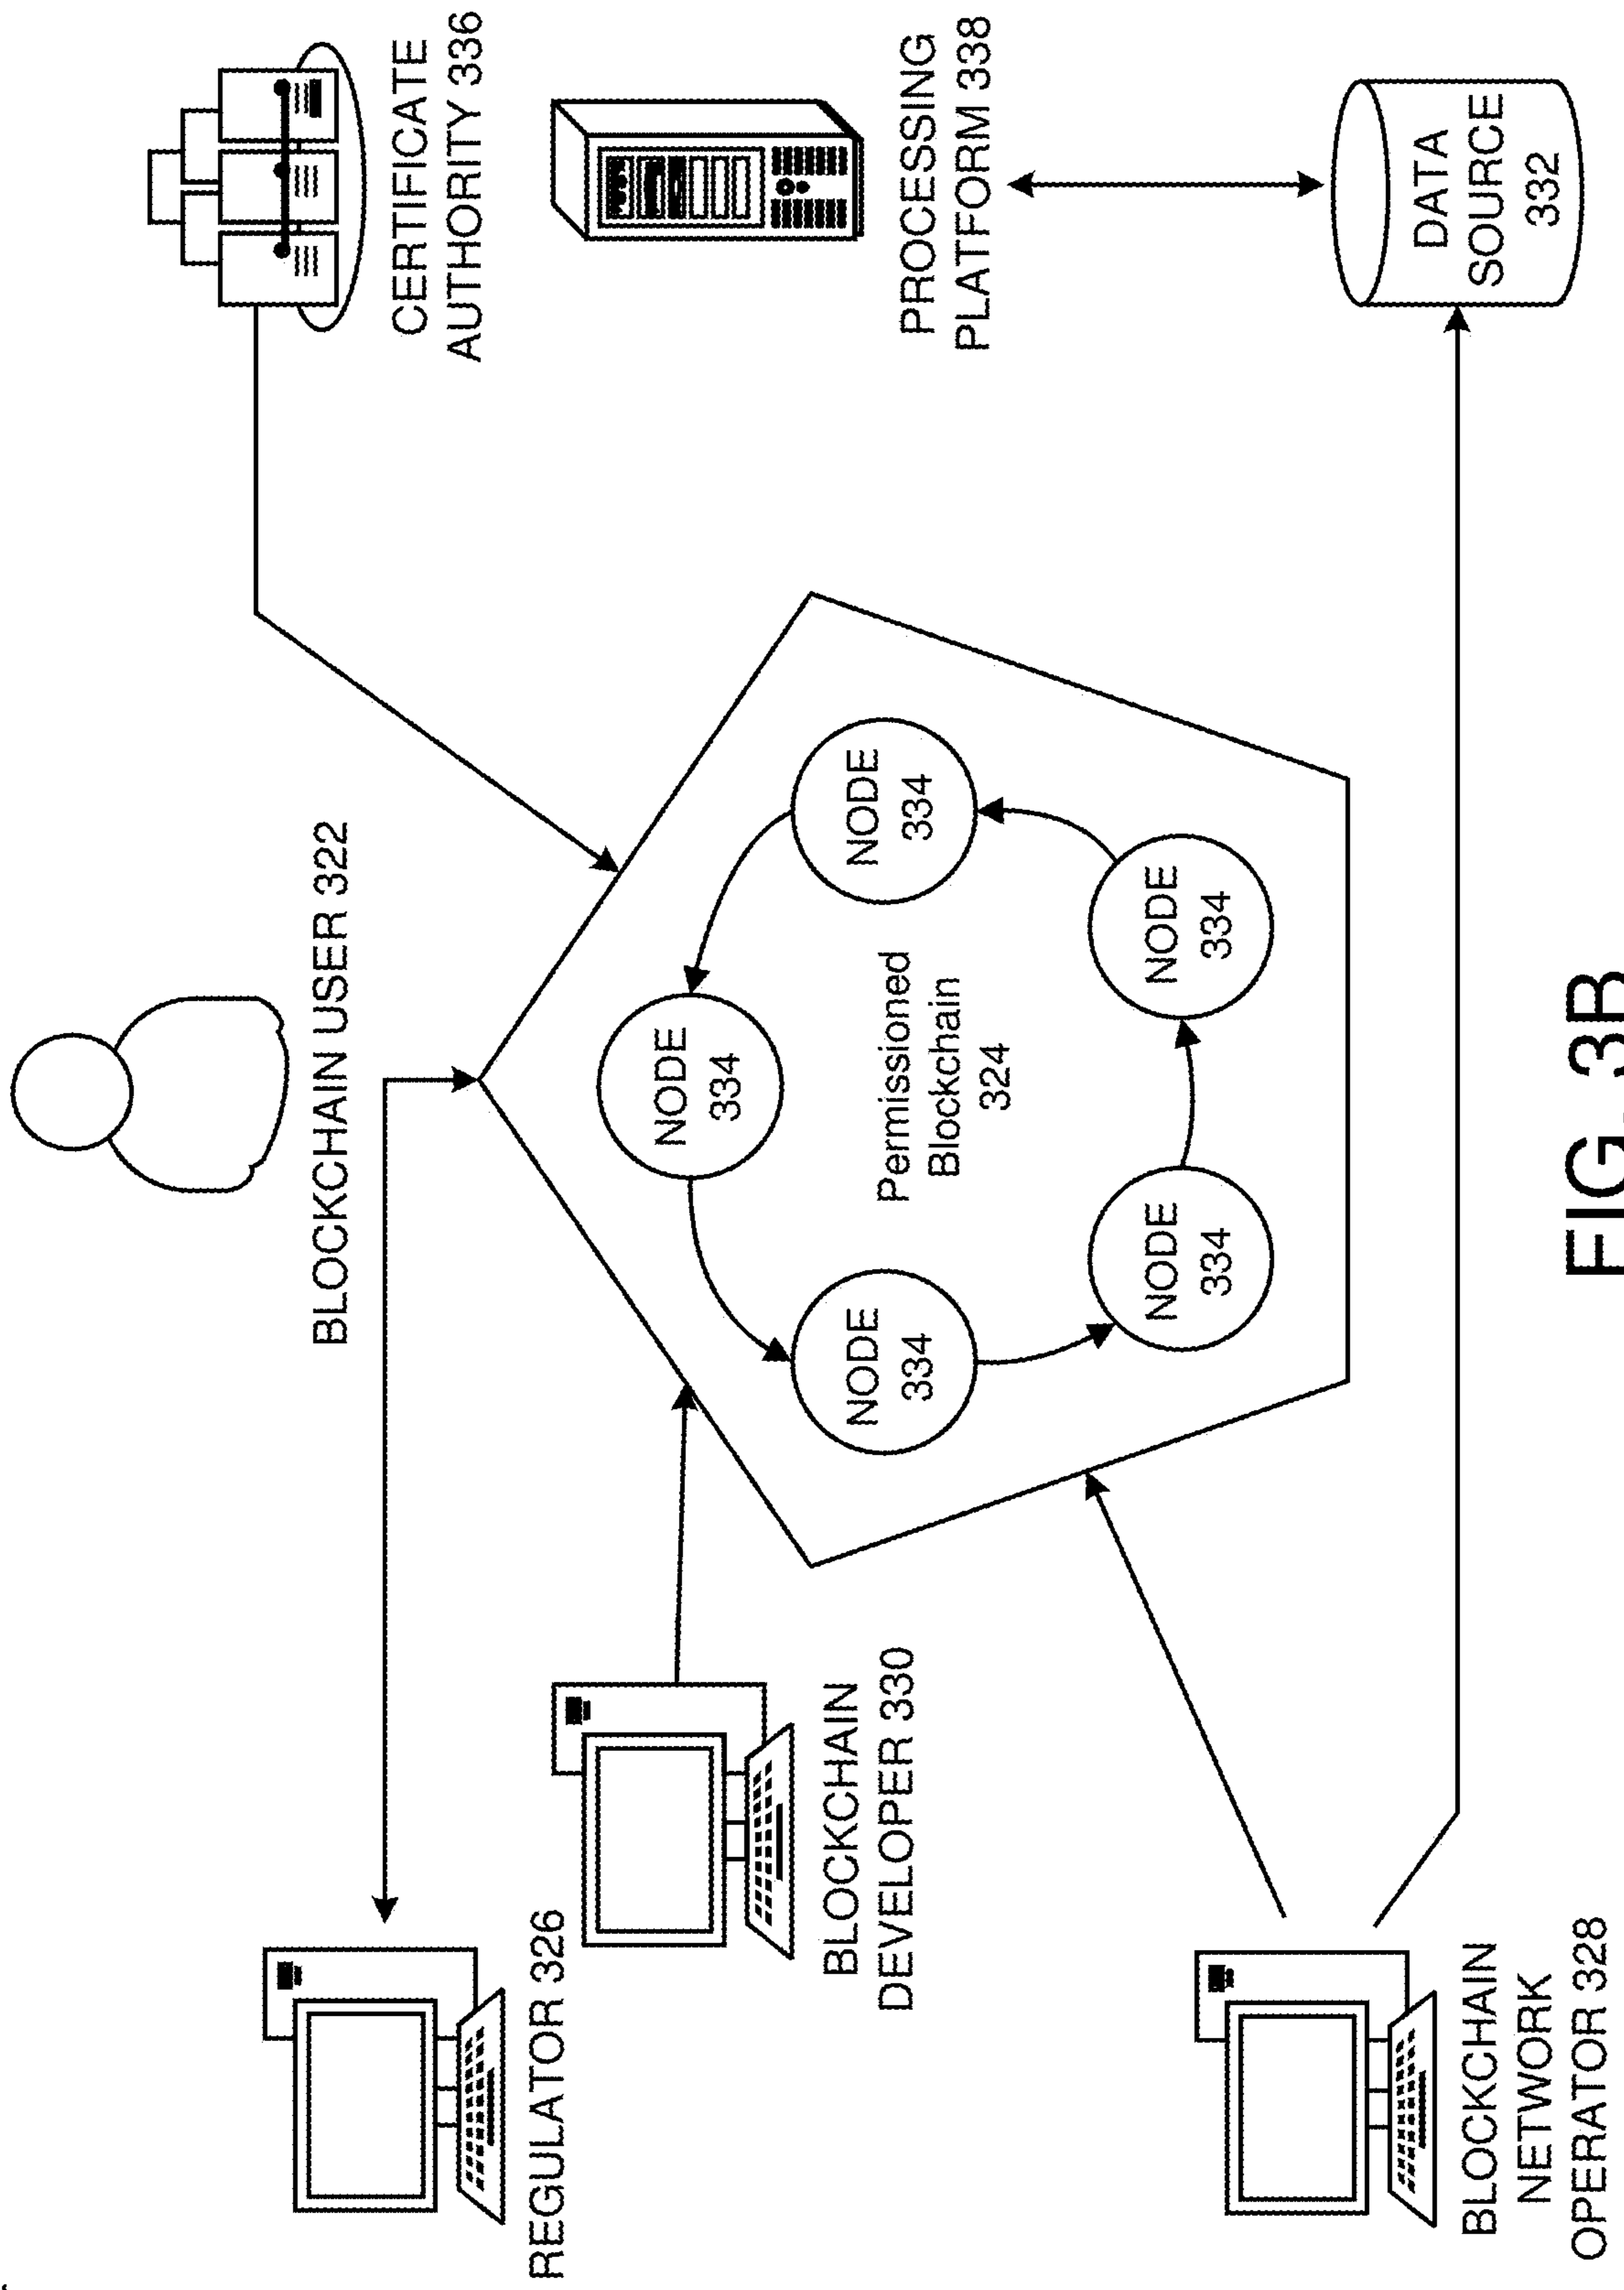 BLOCKCHAIN USER 322
REGULATOR 326
CERTIFICATE
AUTHORITY 336
BLOCKCHAIN
DEVELOPER 330
NODE
334
NODE
334
NODE
334
Permissioned
Blockchain
324
NODE
334
NODE
334
PROCESSING
PLATFORM 338
BLOCKCHAIN
NETWORK
OPERATOR 328
DATA
SOURCE
332
FIG. 3B